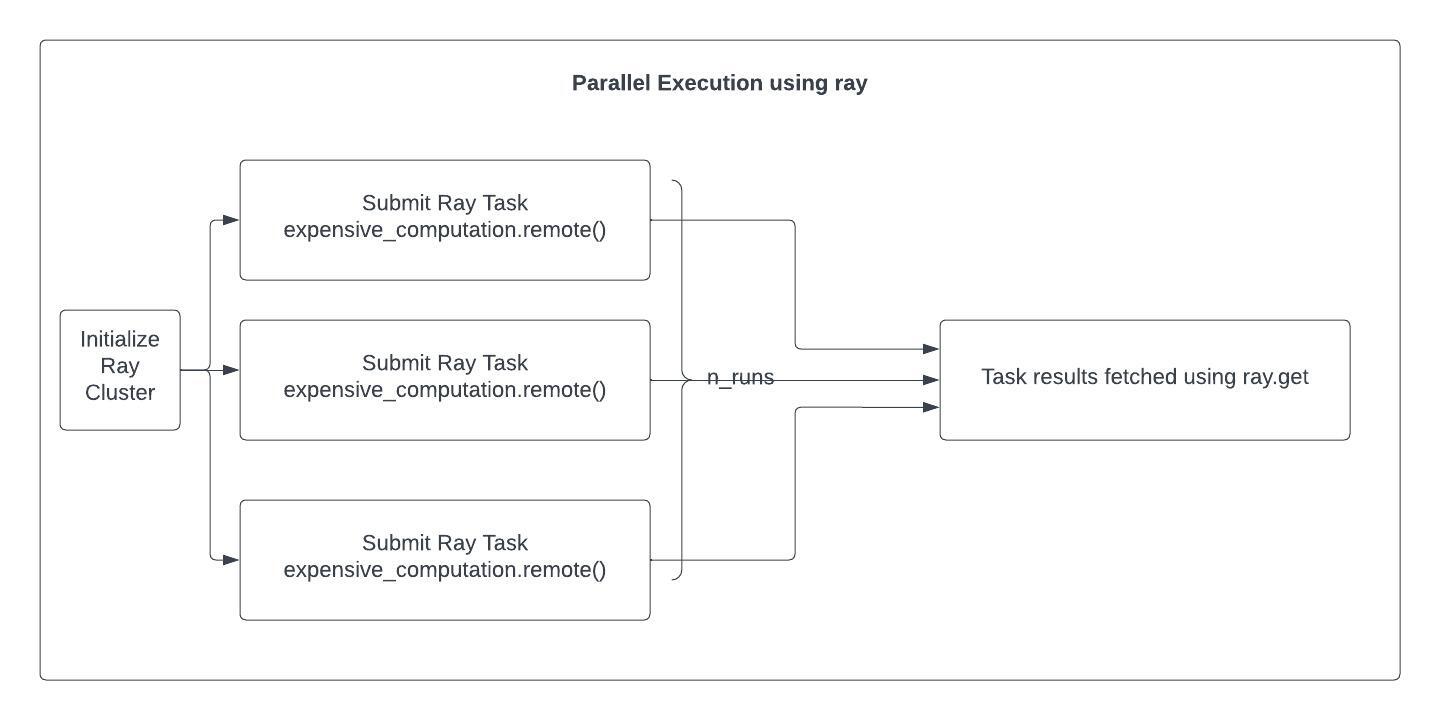 Parallel Execution using ray
Submit Ray Task
expensive_computation.remote()
Initialize
Ray
Cluster
Submit Ray Task
expensive_computation.remote()
n_runs
Task results fetched using ray.get
Submit Ray Task
expensive_computation.remote()